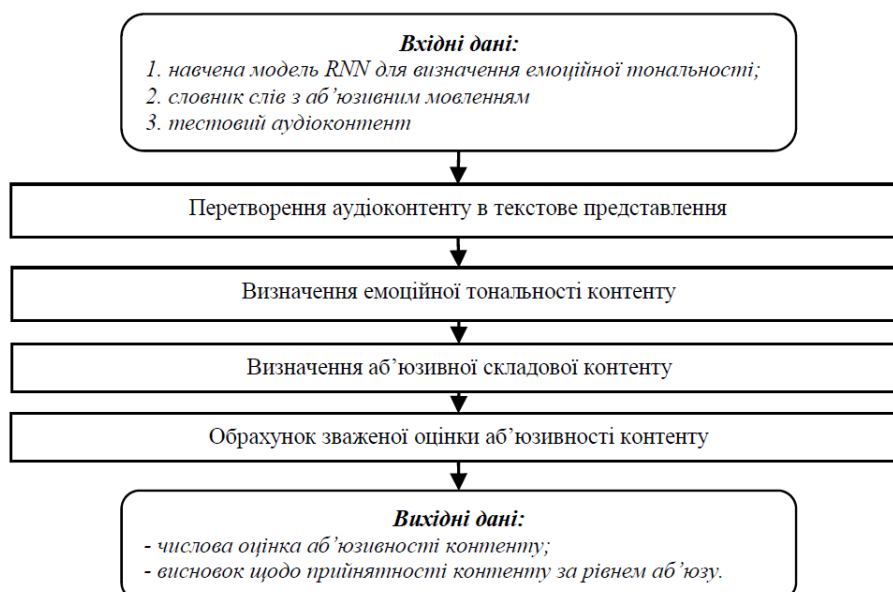 Вхідні дані:
1. навчена модель RNN для визначення емоційної тональності;
2. словник слів з аб’юзивним мовленням
3. тестовий аудіоконтент
Перетворення аудіоконтенту в текстове представлення
Визначення емоційної тональності контенту
Визначення аб’юзивної складової контенту
Обрахунок зваженої оцінки аб’юзивності контенту
Вихідні дані:
- числова оцінка аб’юзивності контенту;
- висновок щодо прийнятності контенту за рівнем аб’юзу.